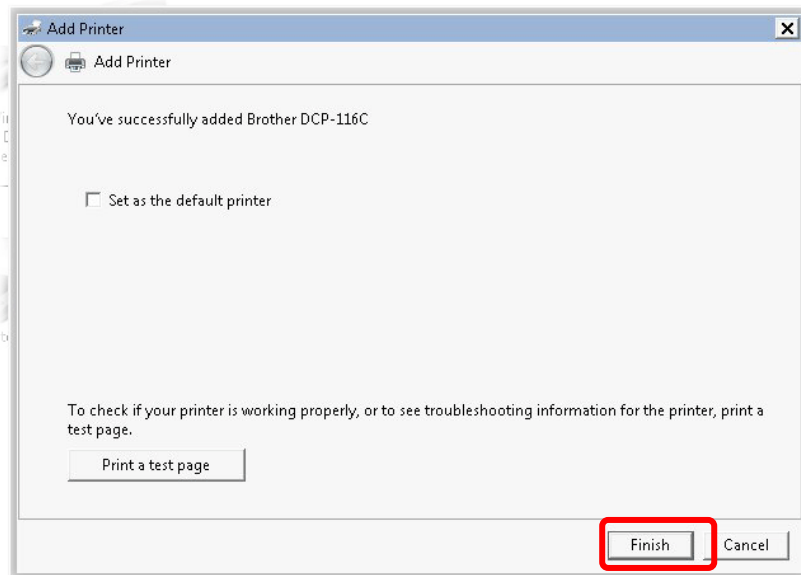 Add Printer
Add Printer
You've successfully added Brother DCP-116C
Set as the default printer
To check if your printer is working properly, or to see troubleshooting information for the printer, print a
test page.
Print a test page
Finish Cancel